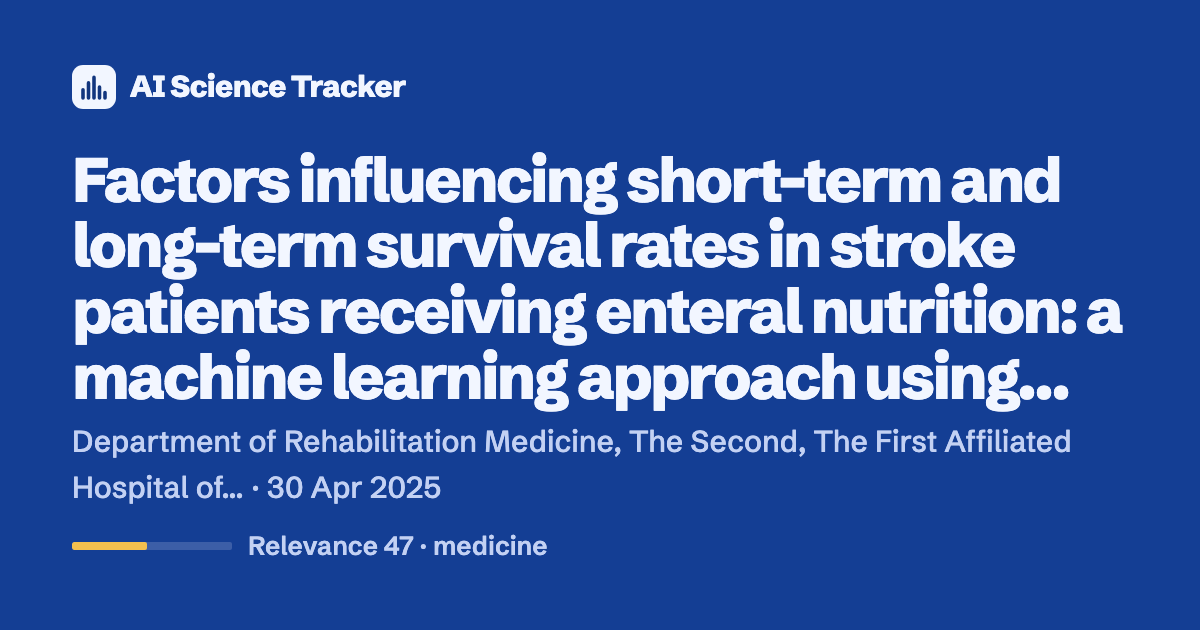 AI Science Tracker
Factors influencing short-term and
long-term survival rates in stroke
patients receiving enteral nutrition: a
machine learning approach using...
Department of Rehabilitation Medicine, The Second, The First Affiliated
Hospital of... · 30 Apr 2025
Relevance 47 · medicine